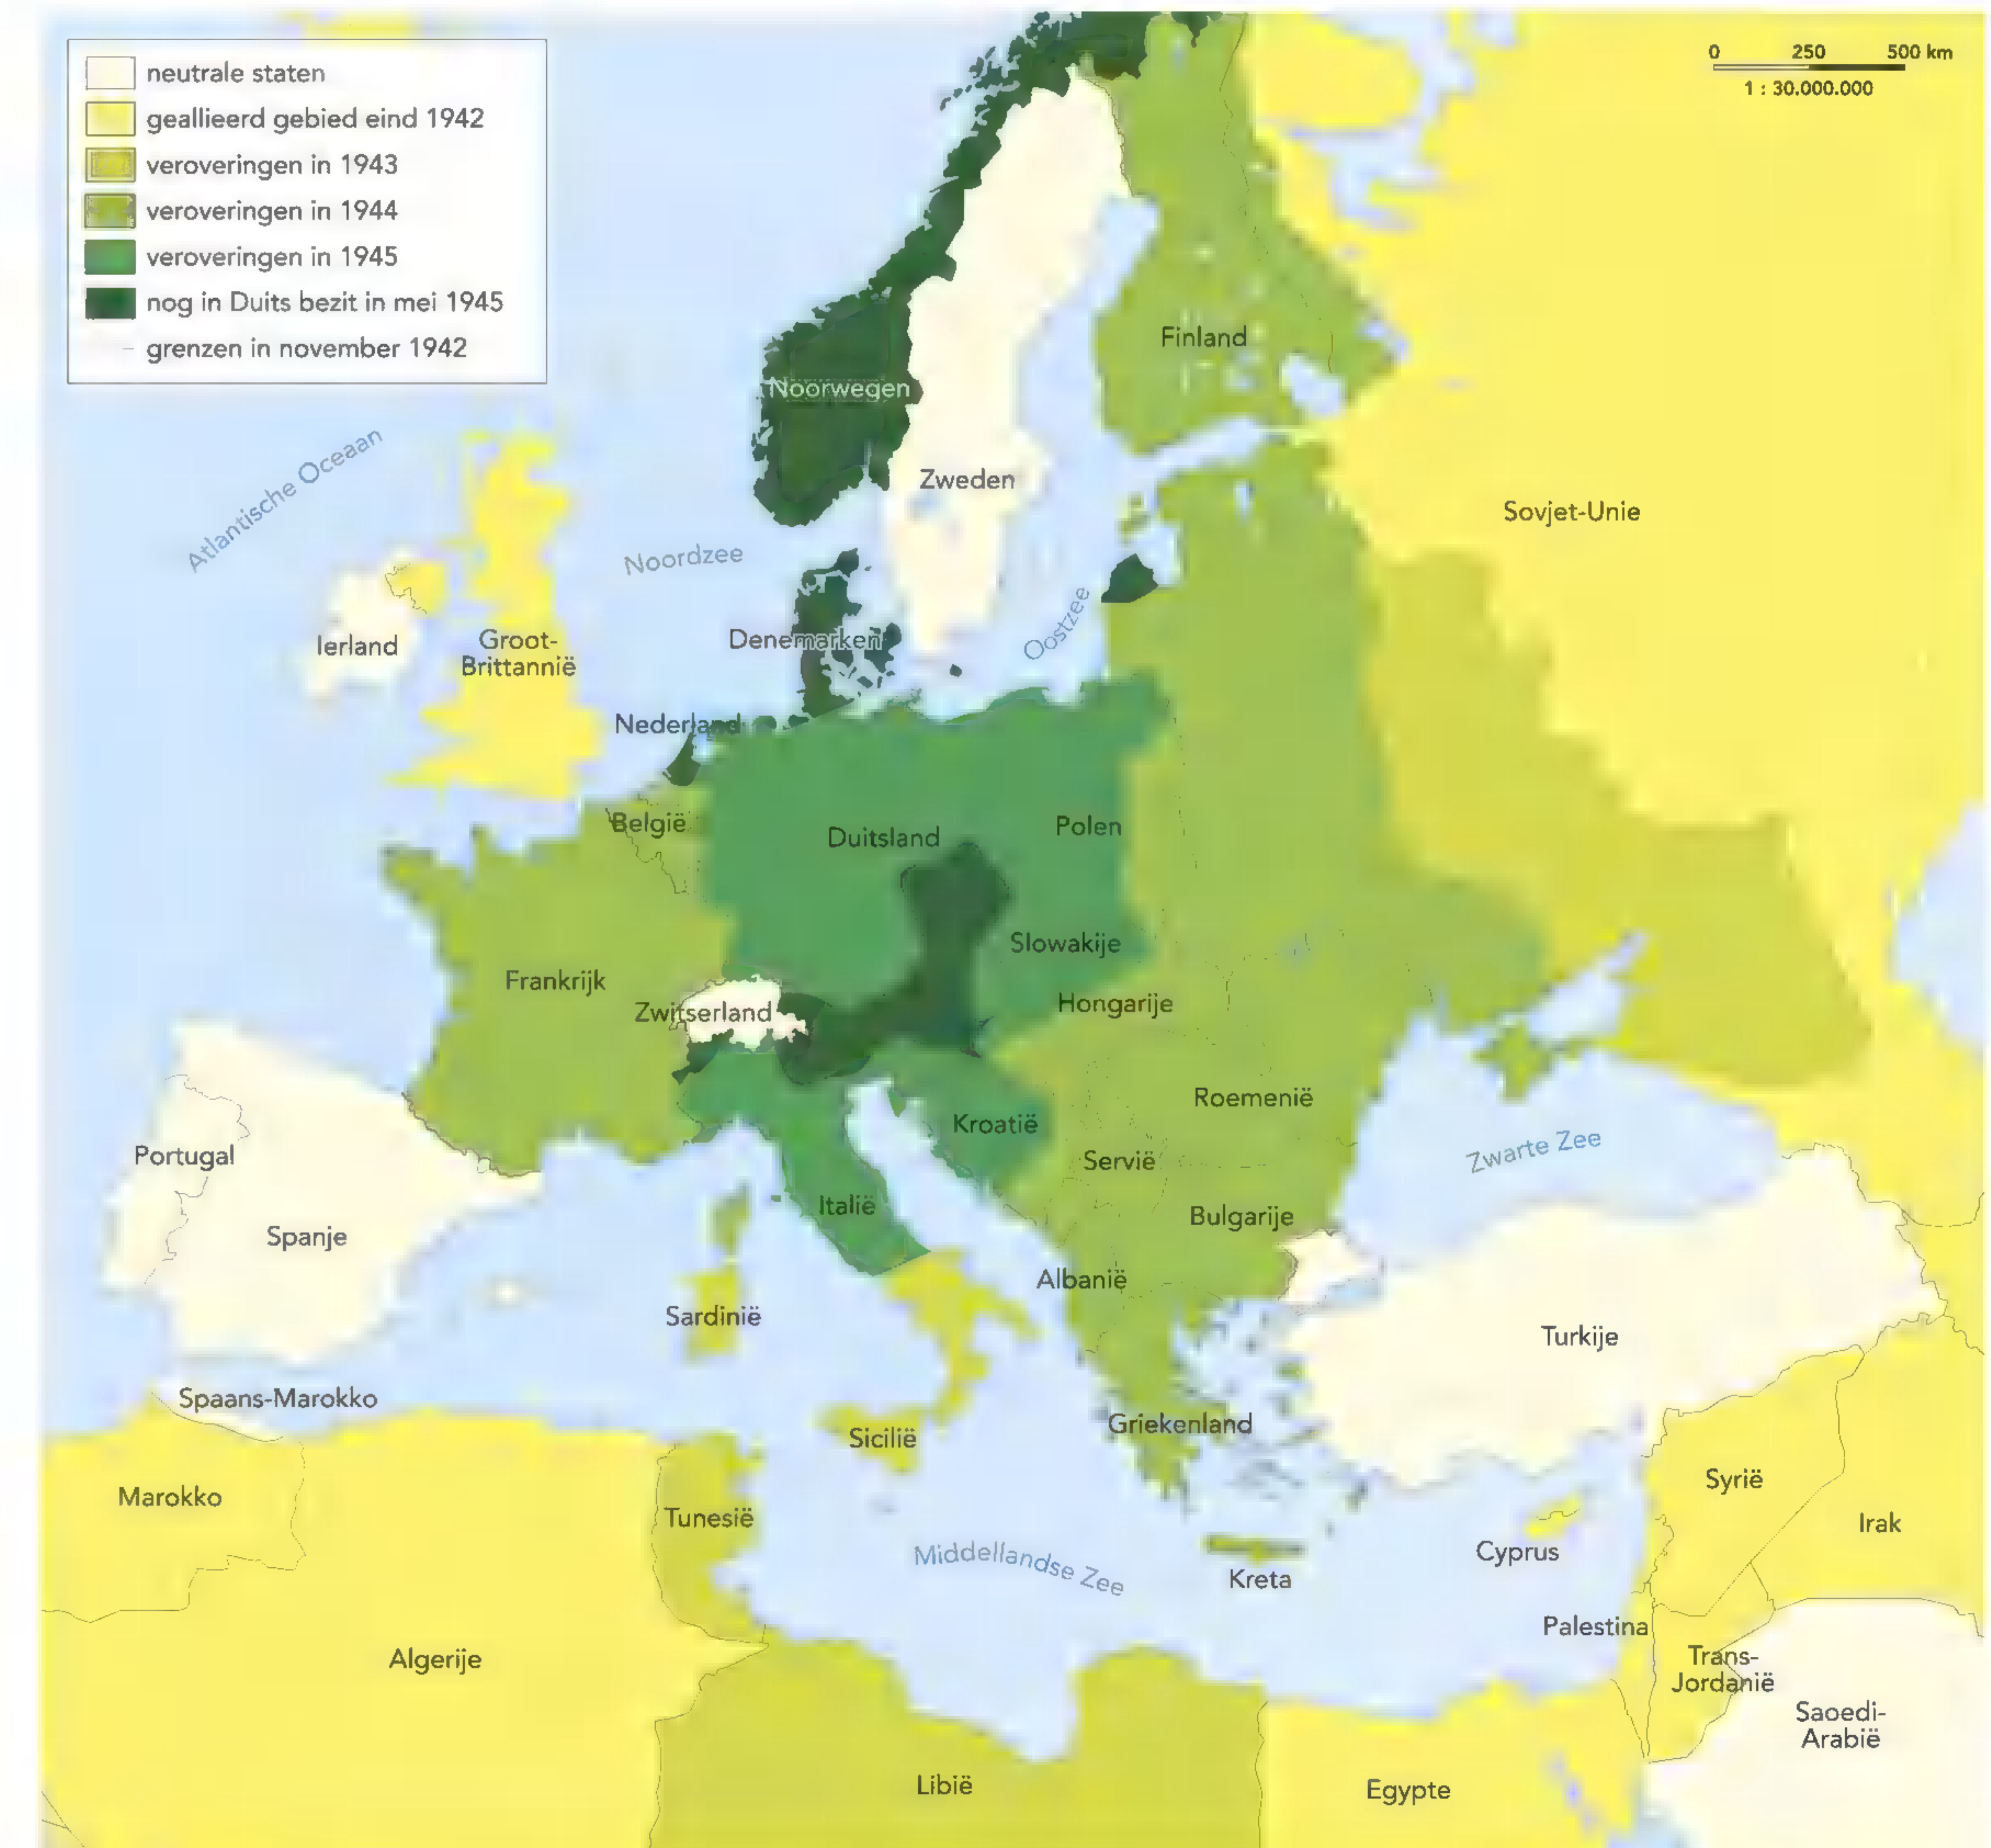 neutrale staten
geallieerd gebied eind 1942
veroveringen in 1943
veroveringen in 1944
veroveringen in 1945
nog in Duits bezit in mei 1945
grenzen in november 1942
0 250 500 km
1 : 30.000.000
Finland
Noorwegen
Atlantische Oceaan
Zweden
Sovjet-Unie
Noordzee
Oostzee
Ierland
Groot-
Brittannië
Denemarken
Nederland
België
Duitsland
Polen
Slowakije
Frankrijk
Zwitserland
Hongarije
Roemenië
Kroatië
Portugal
Servië
Zwarte Zee
Italië
Bulgarije
Spanje
Albanië
Sardinië
Turkije
Spaans-Marokko
Griekenland
Sicilië
Syrië
Marokko
Tunesië
Irak
Middellandse Zee
Cyprus
Kreta
Palestina
Algerije
Trans-
Jordanië
Saoedi-
Arabië
Libië
Egypte